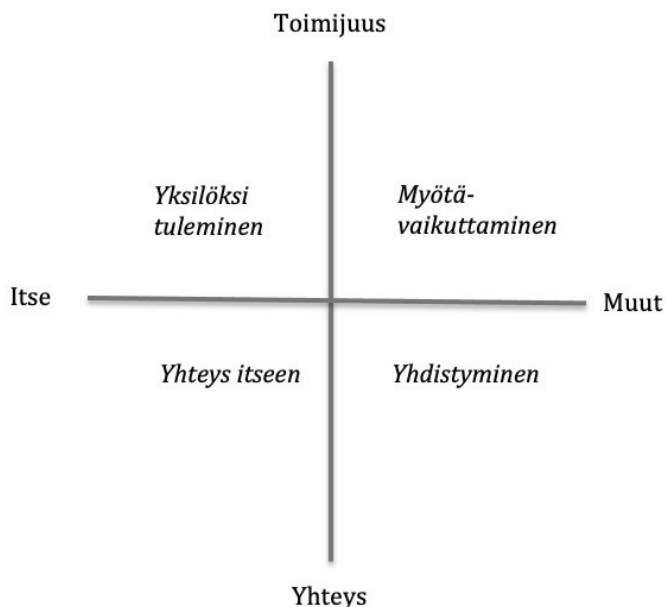 Toimijuus
Yksilöksi
tuleminen
Myötä-
vaikuttaminen
Itse
Muut
Yhteys itseen
Yhdistyminen
Yhteys